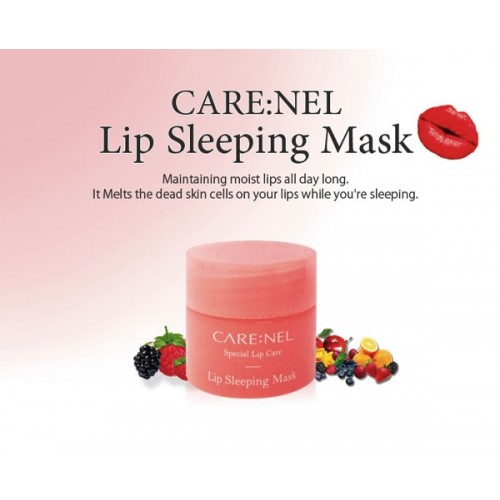 CARE:NEL
Lip Sleeping Mask
Maintaining moist lips all day long.
It Melts the dead skin cells on your lips while you're sleeping.
CARE:NEL
Special Lip Care
Lip Sleeping Mask